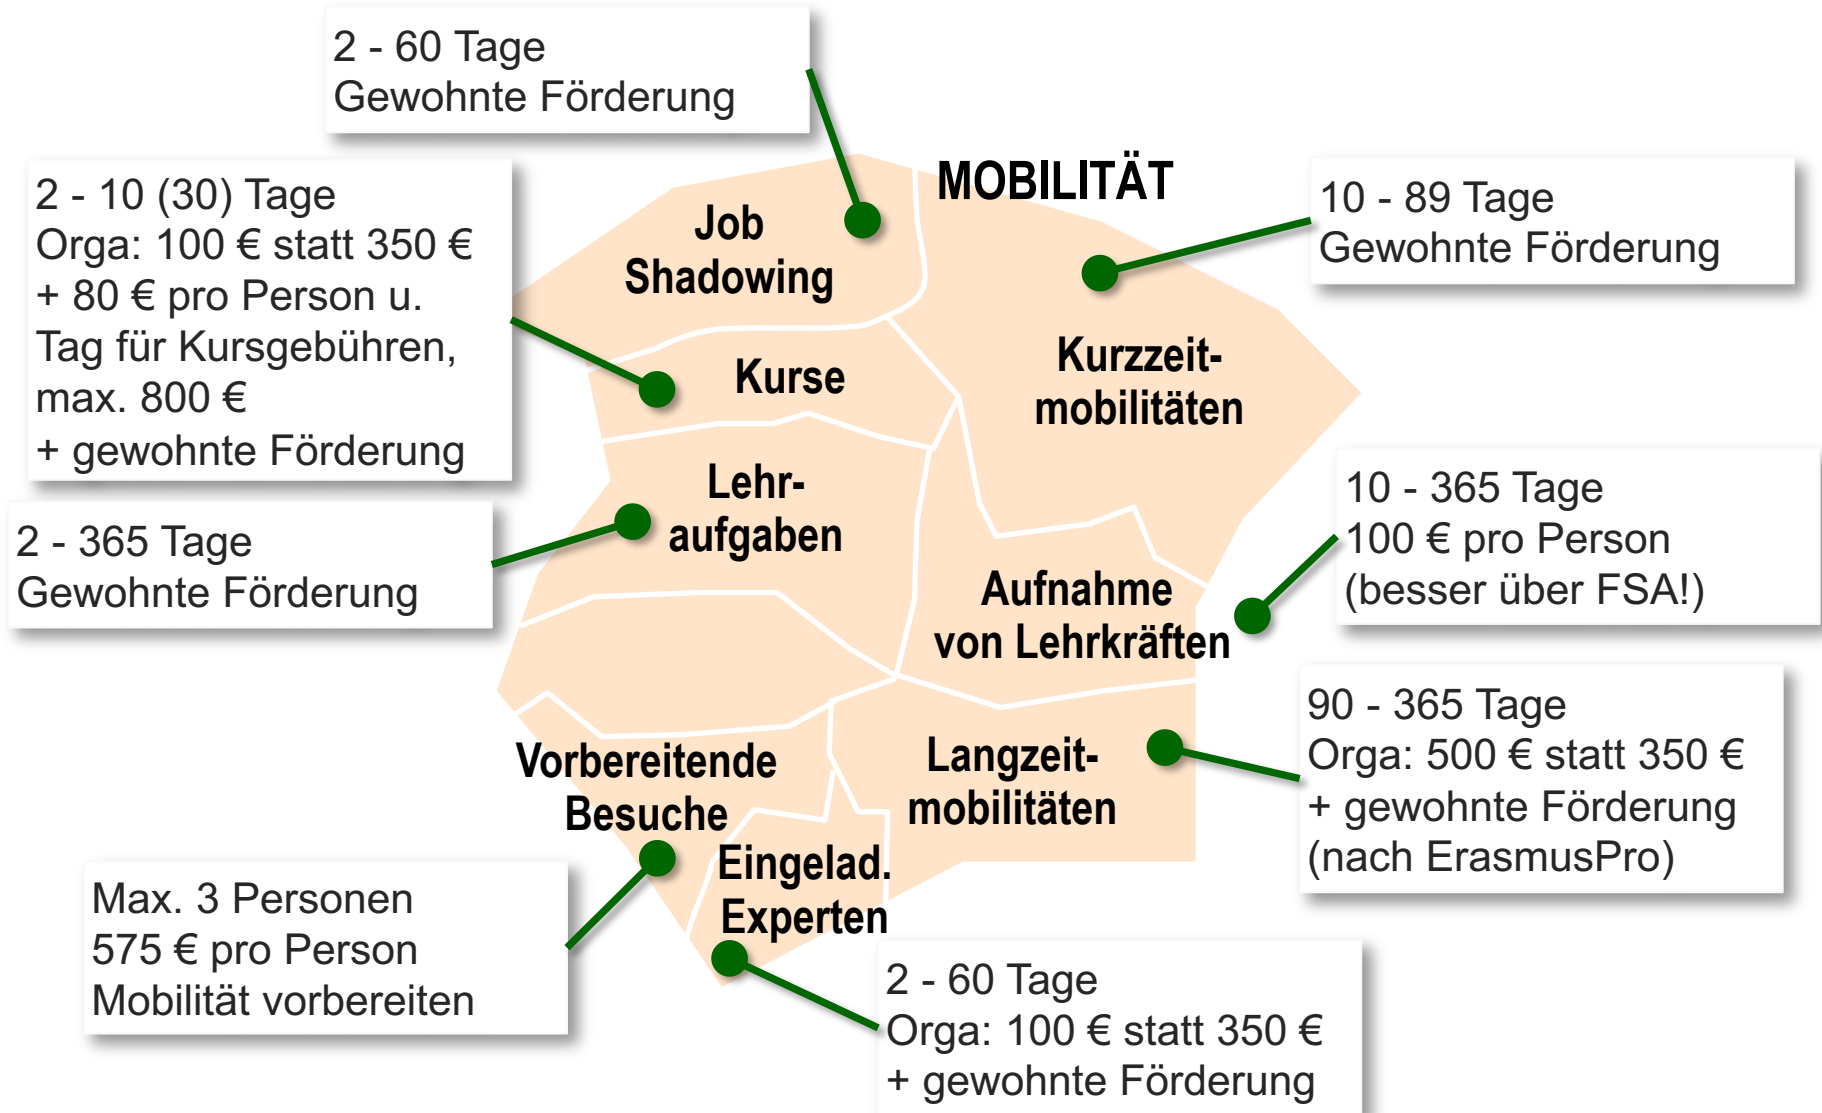 2 - 60 Tage
Gewohnte Förderung
MOBILITÄT
2 - 10 (30) Tage
Orga: 100 € statt 350 €
+ 80 € pro Person u.
Tag für Kursgebühren,
max. 800 €
+ gewohnte Förderung
Job
Shadowing
10 - 89 Tage
Gewohnte Förderung
Kurse
Kurzzeit-
mobilitäten
Lehr-
aufgaben
2 - 365 Tage
Gewohnte Förderung
10 - 365 Tage
100 € pro Person
(besser über FSA!)
Aufnahme
von Lehrkräften
90 - 365 Tage
Orga: 500 € statt 350 €
+ gewohnte Förderung
(nach ErasmusPro)
Vorbereitende
Besuche
Langzeit-
mobilitäten
Eingelad.
Experten
Max. 3 Personen
575 € pro Person
Mobilität vorbereiten
2 - 60 Tage
Orga: 100 € statt 350 €
+ gewohnte Förderung